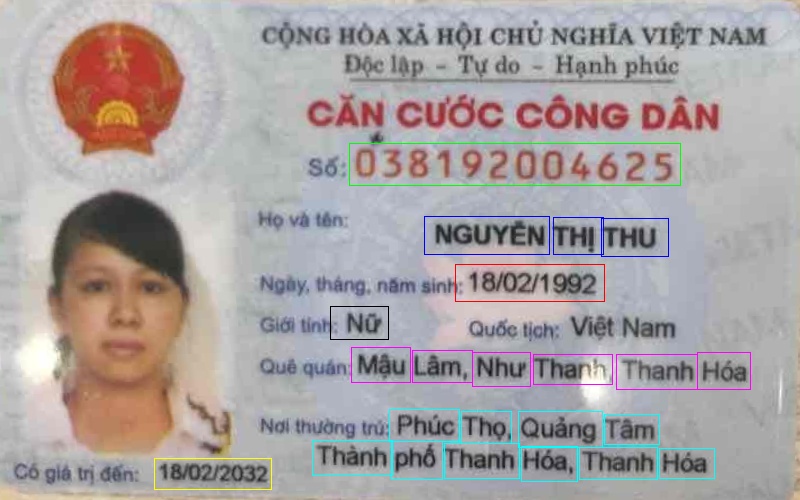 CỘNG HÒA XÃ HỘI CHỦ NGHĨA VIỆT NAM
Độc lập - Tự do - Hạnh phúc
CĂN CƯỚC CÔNG DÂN
Số: 038192004625
Họ và tên: NGUYỄN THỊ THU
Ngày, tháng, năm sinh: 18/02/1992
Giới tính: Nữ Quốc tịch: Việt Nam
Quê quán: Mậu Lâm, Như Thanh, Thanh Hóa
Nơi thường trú: Phúc Thọ, Quảng Tâm
Thành phố Thanh Hóa, Thanh Hóa
Có giá trị đến: 18/02/2032